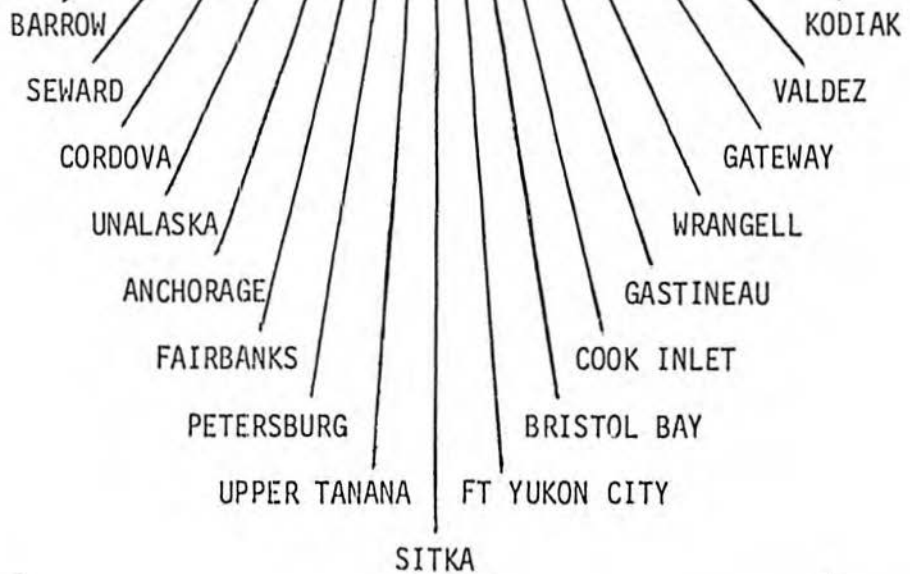 BARROW KODIAK
SEWARD VALDEZ
CORDOVA GATEWAY
UNALASKA WRANGELL
ANCHORAGE GASTINEAU
FAIRBANKS COOK INLET
PETERSBURG BRISTOL BAY
UPPER TANANA FT YUKON CITY
SITKA